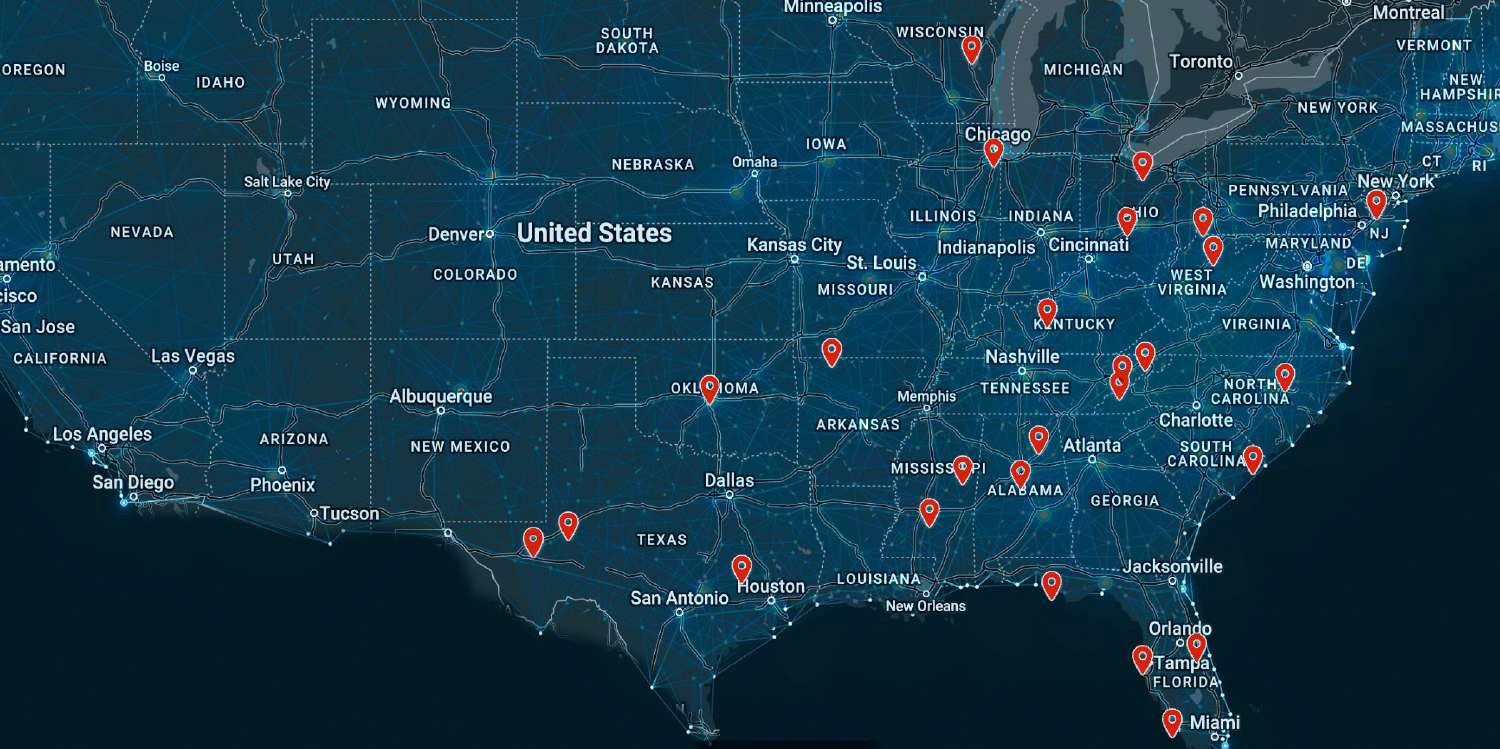 Minneapolis
Montreal
SOUTH
DAKOTA
WISCONSIN
VERMONT
OREGON
Boise
IDAHO
MICHIGAN
Toronto
NEW
HAMPSHIR
WYOMING
NEW YORK
MASSACHUS
Chicago
IOWA
NEBRASKA
Omaha
CT
RI
Salt Lake City
PENNSYLVANIA
New York
NEVADA
Denver
United States
ILLINOIS
INDIANA
HIO
Philadelphia
NJ
Kansas City
Indianapolis
Cincinnati
MARYLAND
amento
UTAH
COLORADO
KANSAS
St. Louis
MISSOURI
WEST
VIRGINIA
Washington
DE
cisco
San Jose
KENTUCKY
VIRGINIA
CALIFORNIA
Las Vegas
Nashville
TENNESSEE
Albuquerque
OKLAHOMA
Memphis
NORTH
CAROLINA
Los Angeles
ARIZONA
NEW MEXICO
ARKANSAS
Charlotte
Atlanta
SOUTH
CAROLINA
San Diego
Phoenix
Dallas
MISSISSIPPI
ALABAMA
GEORGIA
Tucson
TEXAS
Jacksonville
Houston
LOUISIANA
San Antonio
New Orleans
Orlando
Tampa
FLORIDA
Miami